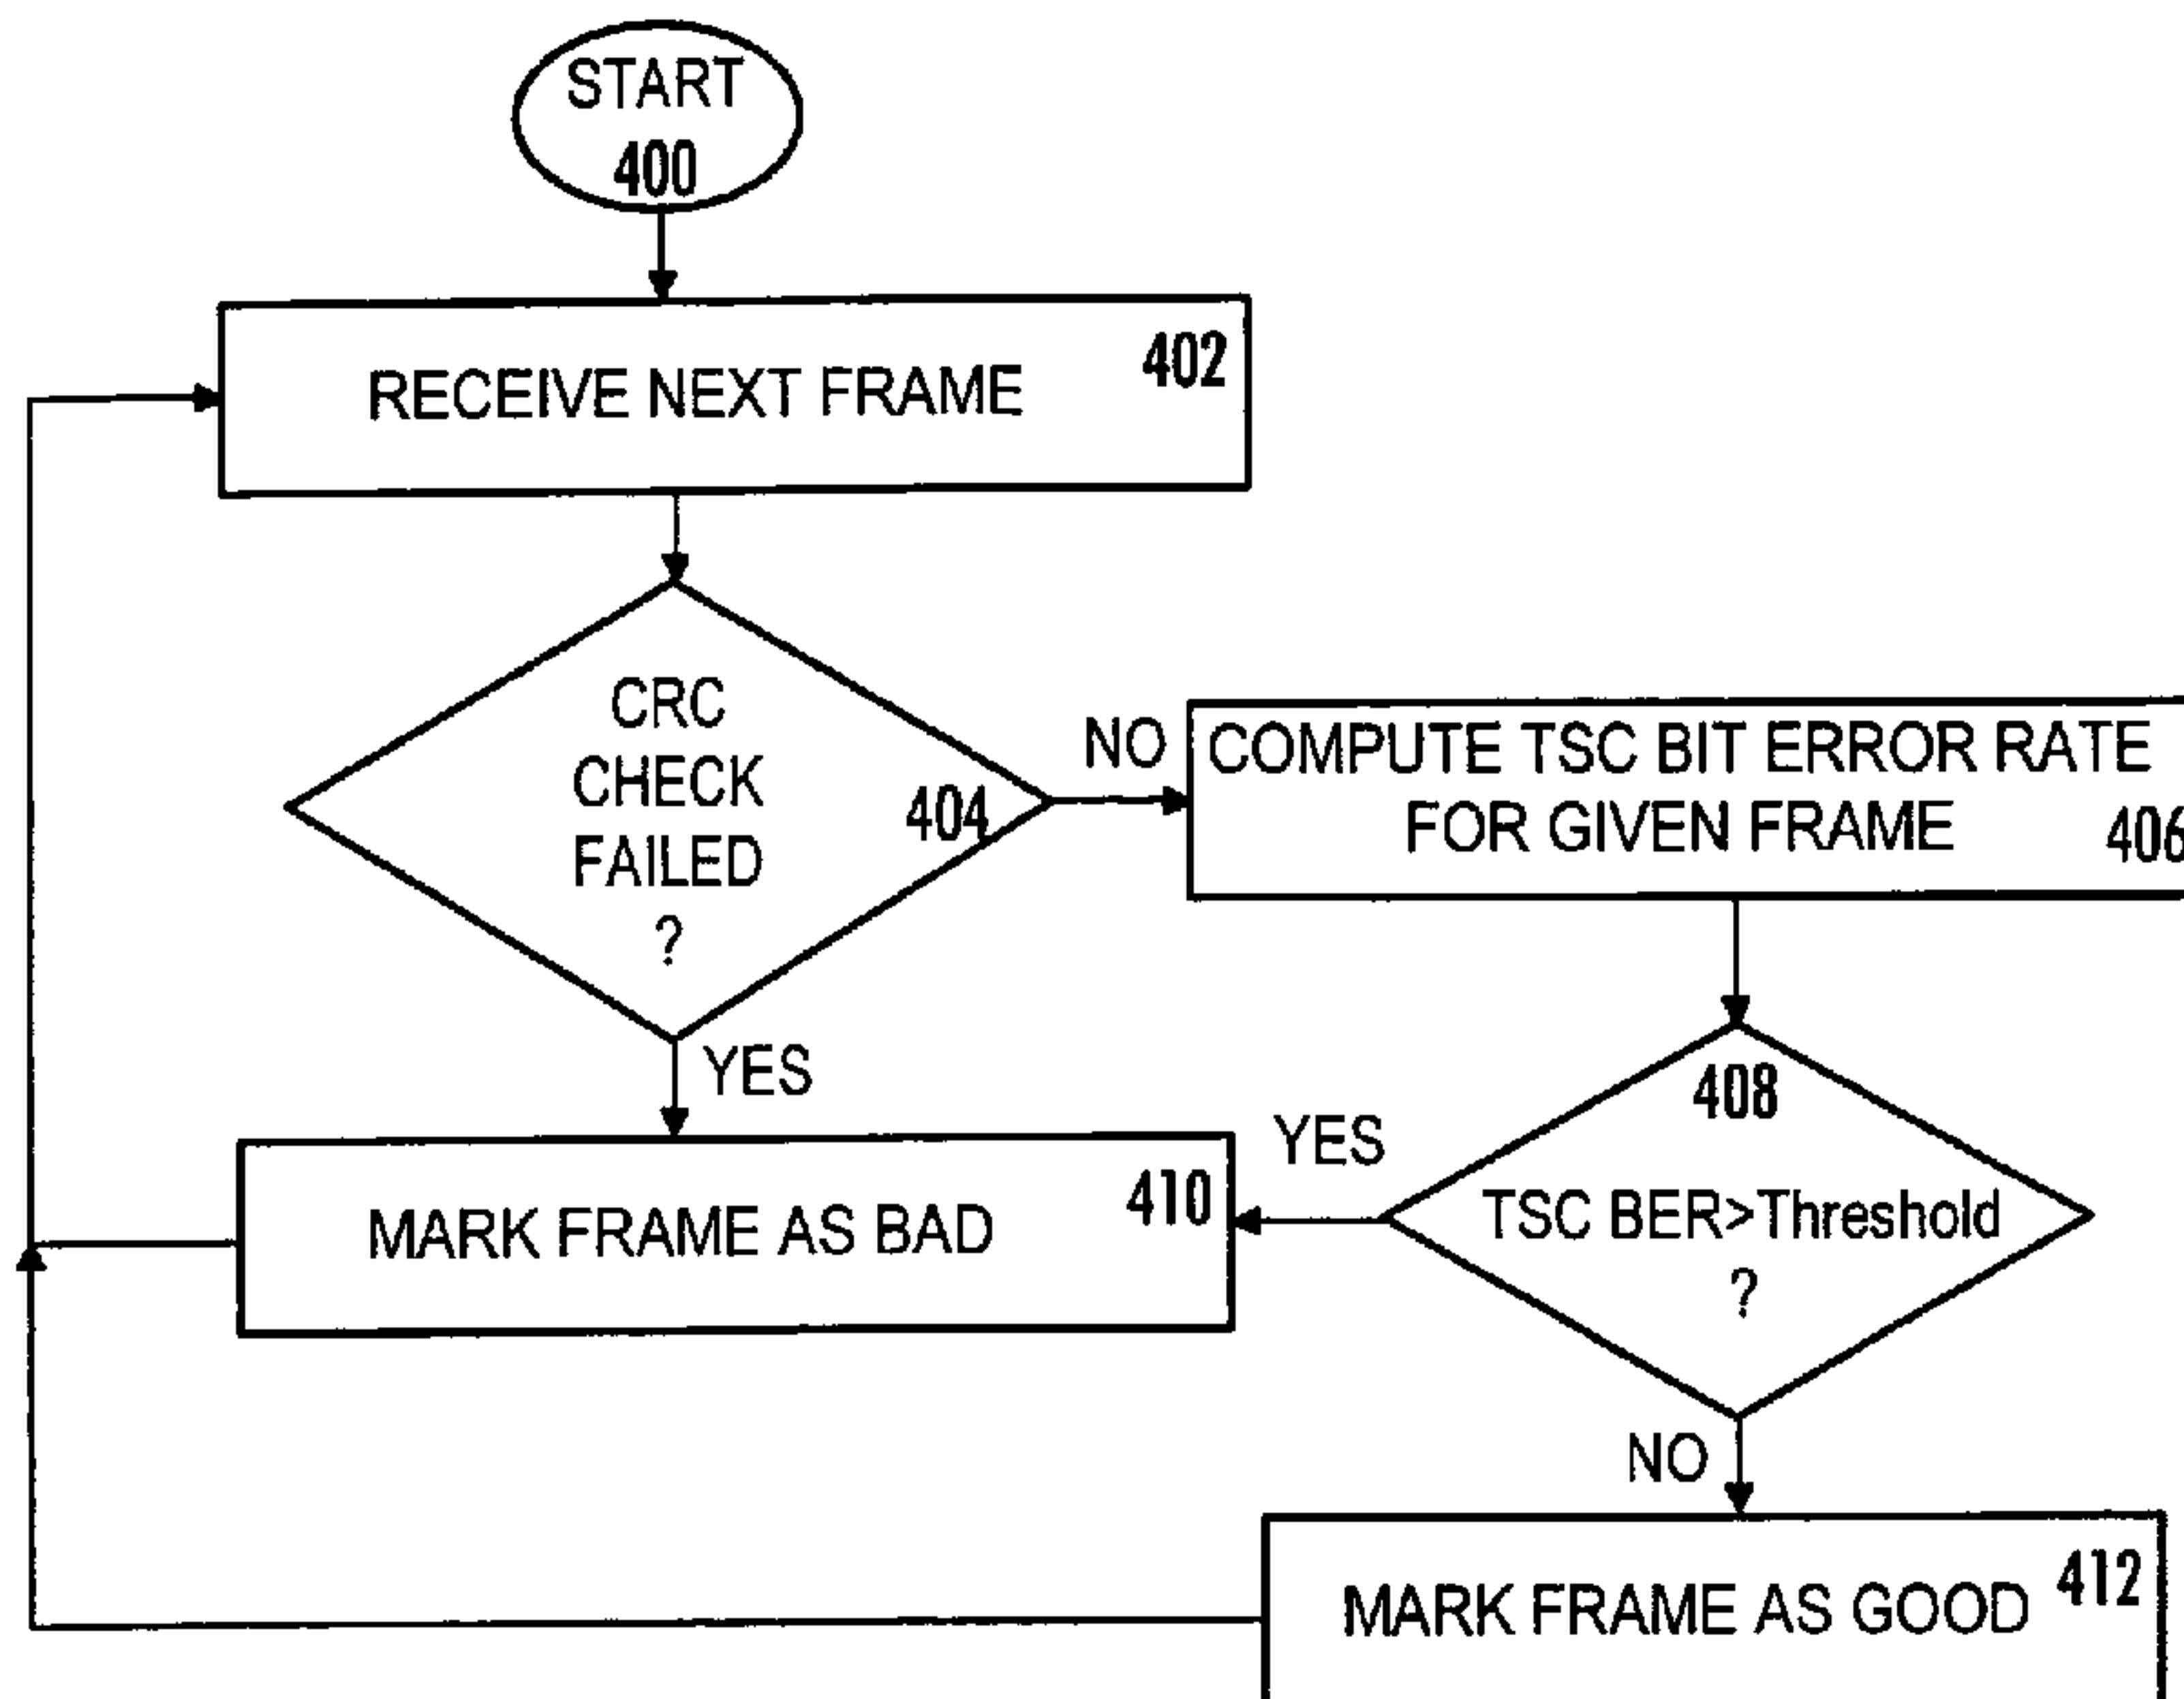 START
400
RECEIVE NEXT FRAME
402
CRC
CHECK
FAILED
?
404
NO
COMPUTE TSC BIT ERROR RATE
FOR GIVEN FRAME
406
YES
408
TSC BER>Threshold
?
YES
MARK FRAME AS BAD
410
NO
MARK FRAME AS GOOD
412